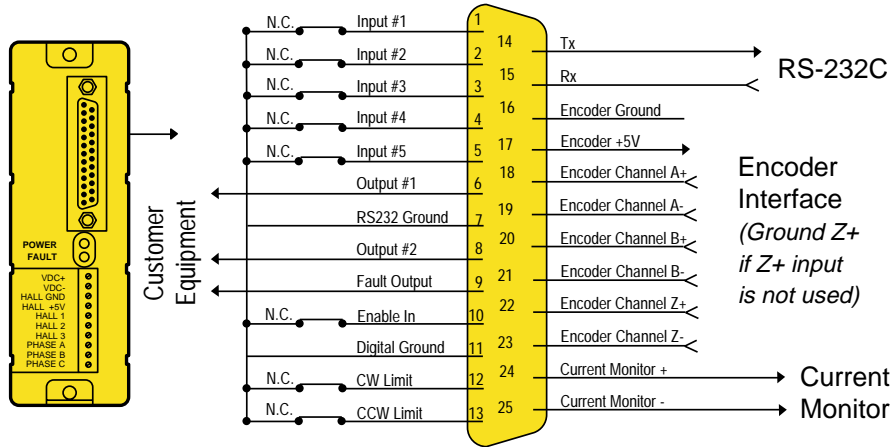 POWER
FAULT
VDC+
VDC-
HALL GND
HALL +5V
HALL 1
HALL 2
HALL 3
PHASE A
PHASE B
PHASE C
Customer
Equipment
N.C. Input #1 1
N.C. Input #2 2
N.C. Input #3 3
N.C. Input #4 4
N.C. Input #5 5
Output #1 6
RS232 Ground 7
Output #2 8
Fault Output 9
N.C. Enable In 10
Digital Ground 11
N.C. CW Limit 12
N.C. CCW Limit 13
14 Tx
15 Rx
16 Encoder Ground
17 Encoder +5V
18 Encoder Channel A+
19 Encoder Channel A-
20 Encoder Channel B+
21 Encoder Channel B-
22 Encoder Channel Z+
23 Encoder Channel Z-
24 Current Monitor +
25 Current Monitor -
RS-232C
Encoder
Interface
(Ground Z+
if Z+ input
is not used)
Current
Monitor